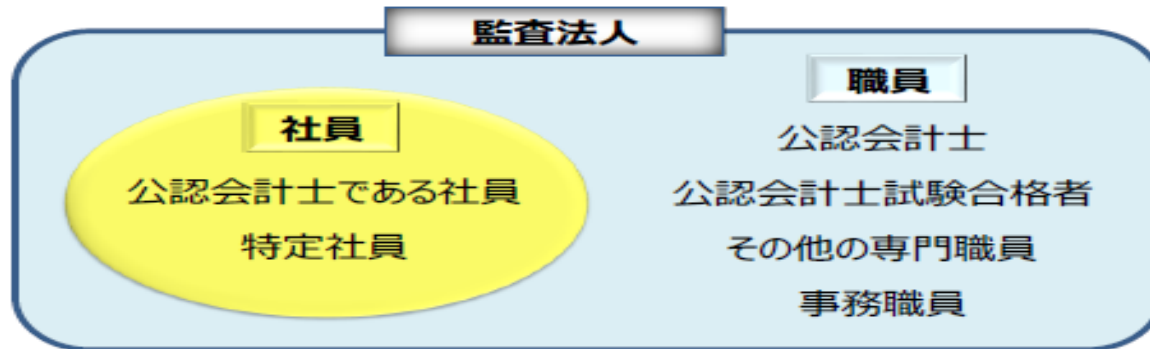 監査法人
社員
公認会計士である社員
特定社員
職員
公認会計士
公認会計士試験合格者
その他の専門職員
事務職員